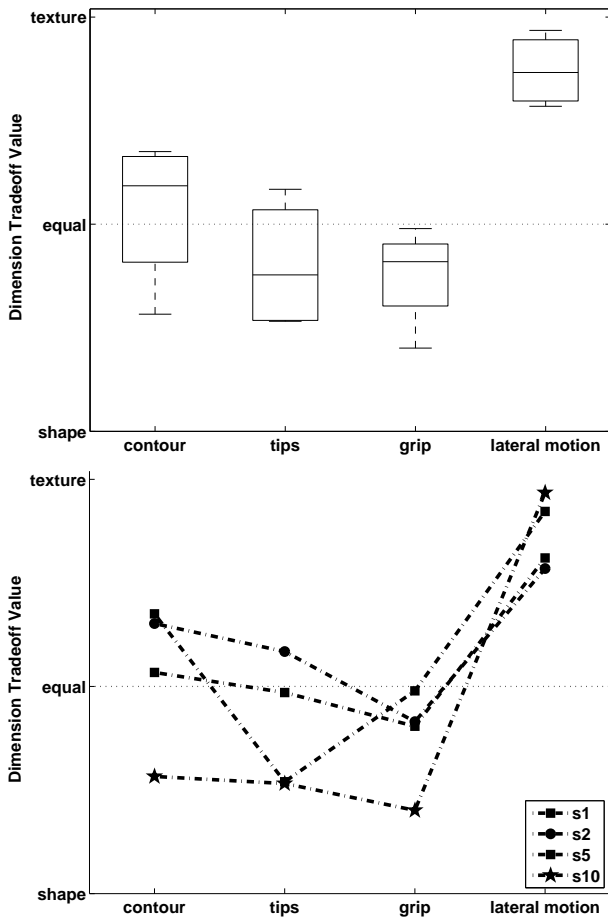 texture
Dimension Tradeoff Value
equal
shape
contour tips grip lateral motion
texture
Dimension Tradeoff Value
equal
s1
s2
s5
s10
shape
contour tips grip lateral motion